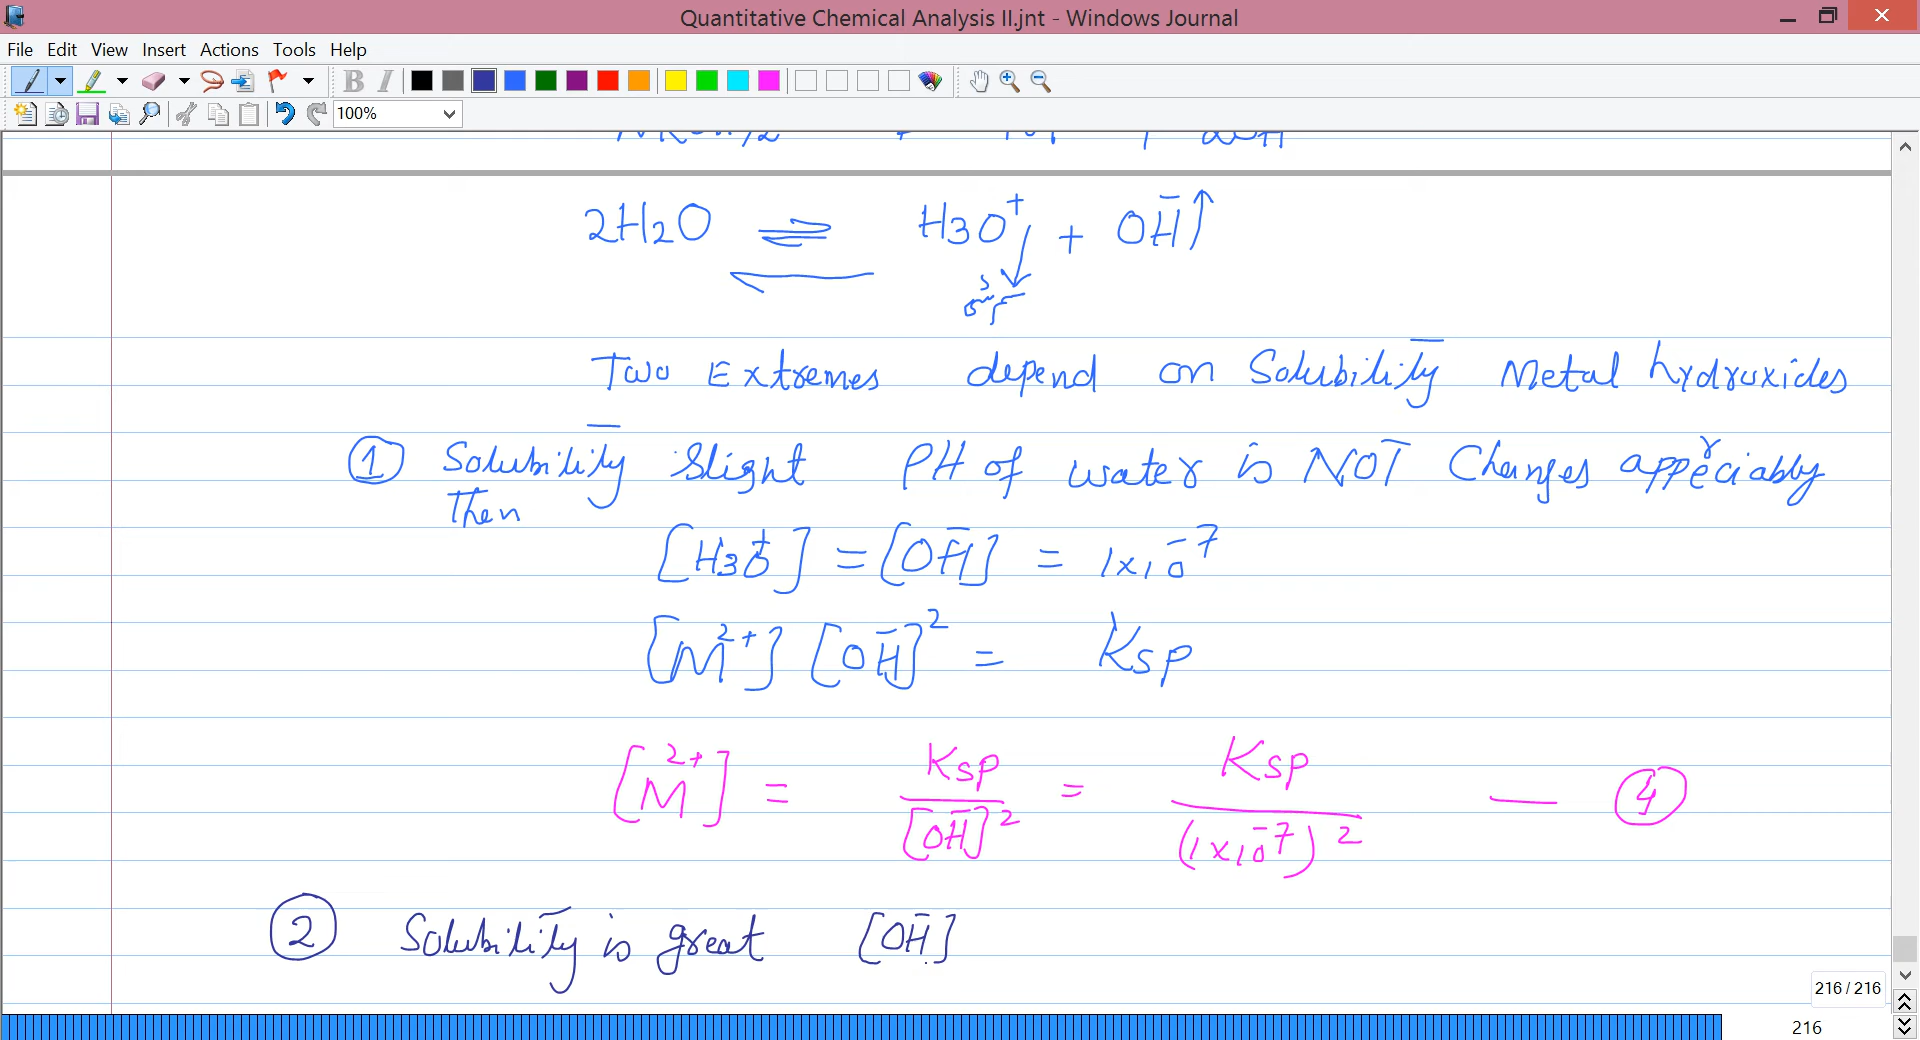 Quantitative Chemical Analysis II.jnt - Windows Journal
File Edit View Insert Actions Tools Help
B I
100%
2H2O ⇌ H3O⁺ + OH⁻↑
Two Extremes depend on Solubility Metal hydroxides
① Solubility Slight PH of water is NOT Changes appreciably
Then
[H3O⁺] = [OH⁻] = 1x10⁻⁷
[M²⁺] [OH⁻]² = Ksp
[M²⁺] = Ksp / [OH⁻]² = Ksp / (1x10⁻⁷)² — ④
② Solubility is great [OH⁻]
216 / 216
216